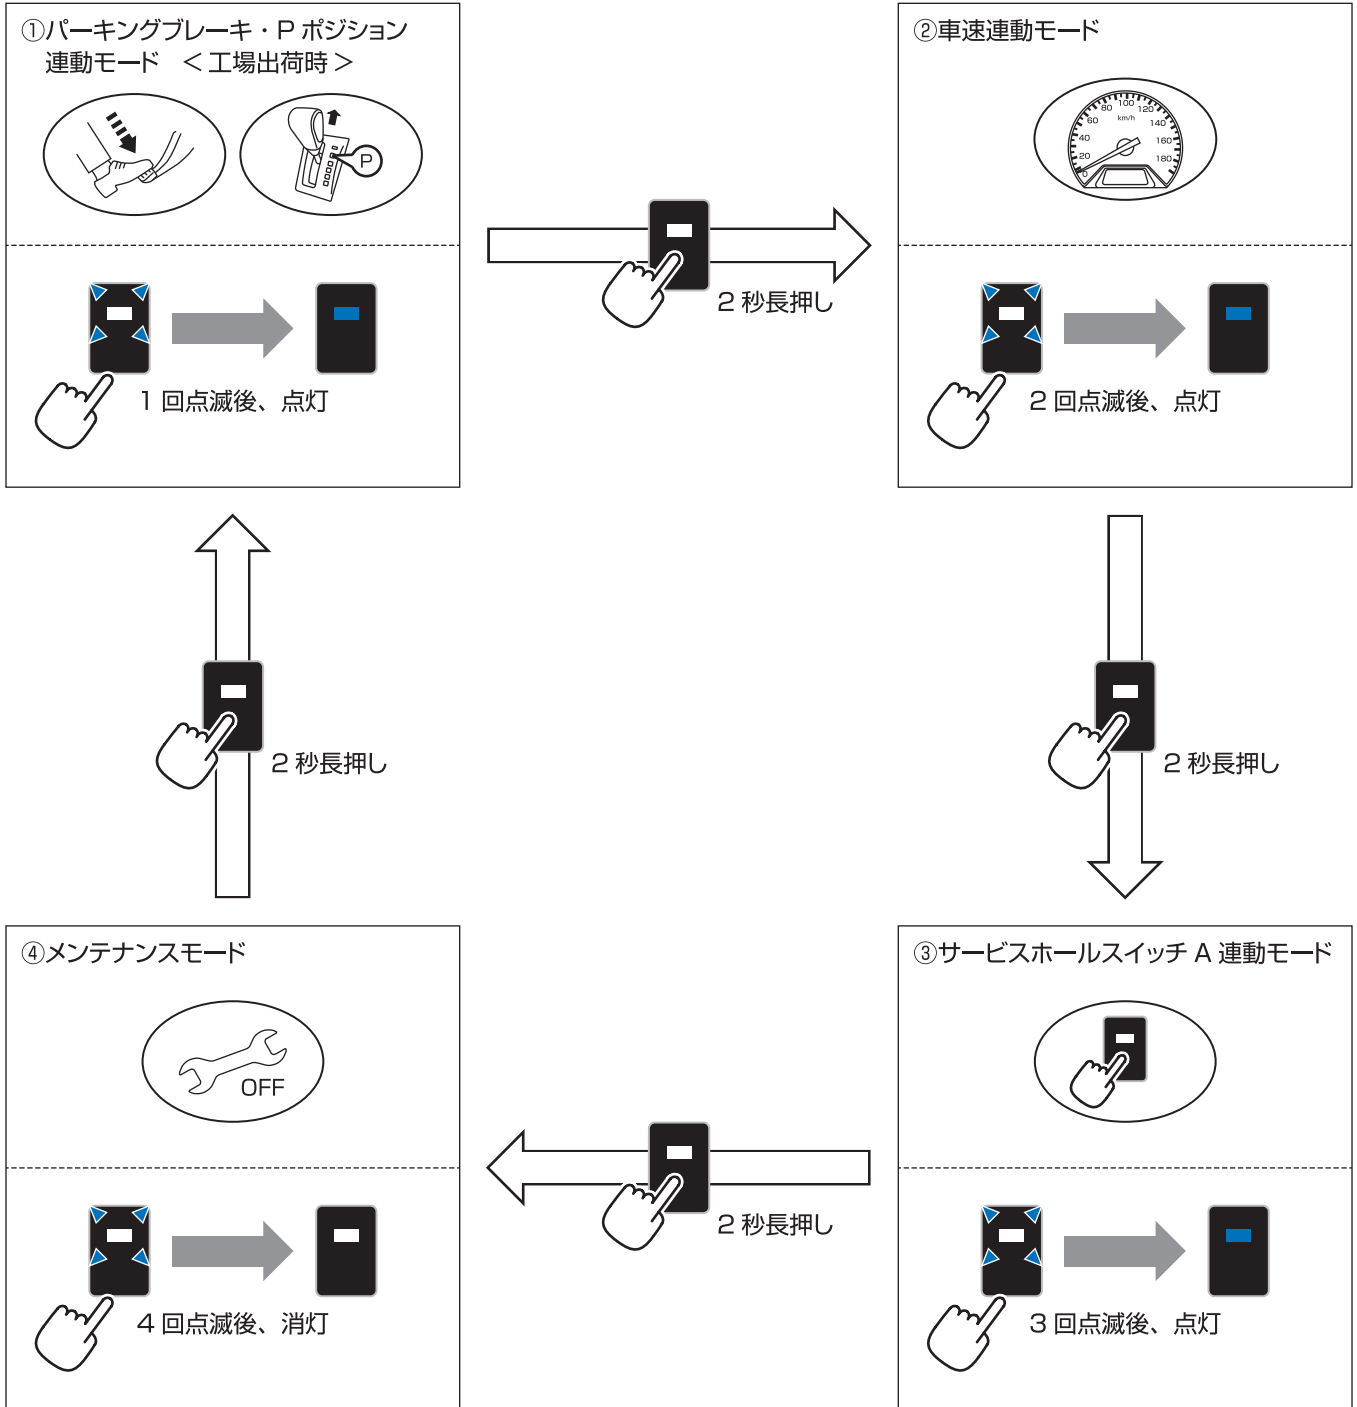 ①パーキングブレーキ・P ポジション
連動モード ＜工場出荷時＞
P
1 回点滅後、点灯
2 秒長押し
②車速連動モード
0
20
40
60
80
100
120
140
160
180
km/h
2 回点滅後、点灯
2 秒長押し
③サービスホールスイッチ A 連動モード
3 回点滅後、点灯
2 秒長押し
④メンテナンスモード
OFF
4 回点滅後、消灯
2 秒長押し